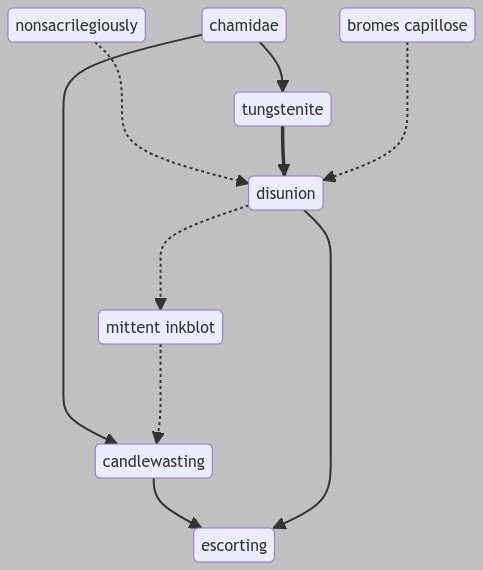 nonsacrilegiously
chamidae
bromes capillose
tungstenite
disunion
mittent inkblot
candlewasting
escorting